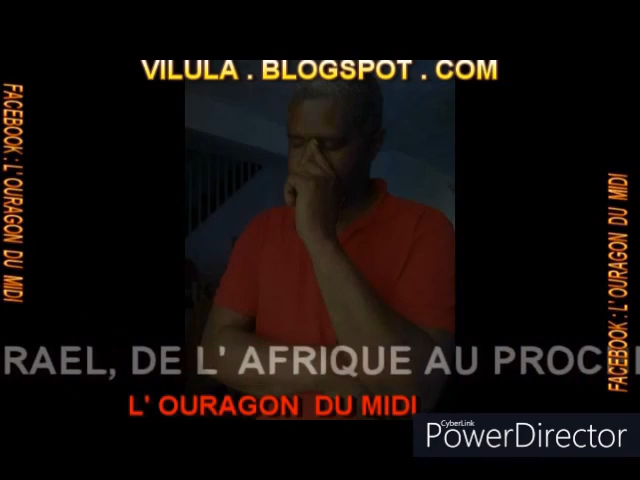 VILULA . BLOGSPOT . COM
FACEBOOK : L' OURAGON DU MIDI
FACEBOOK : L' OURAGON DU MIDI
RAEL, DE L' AFRIQUE AU PROC
L' OURAGON DU MIDI
CyberLink
PowerDirector